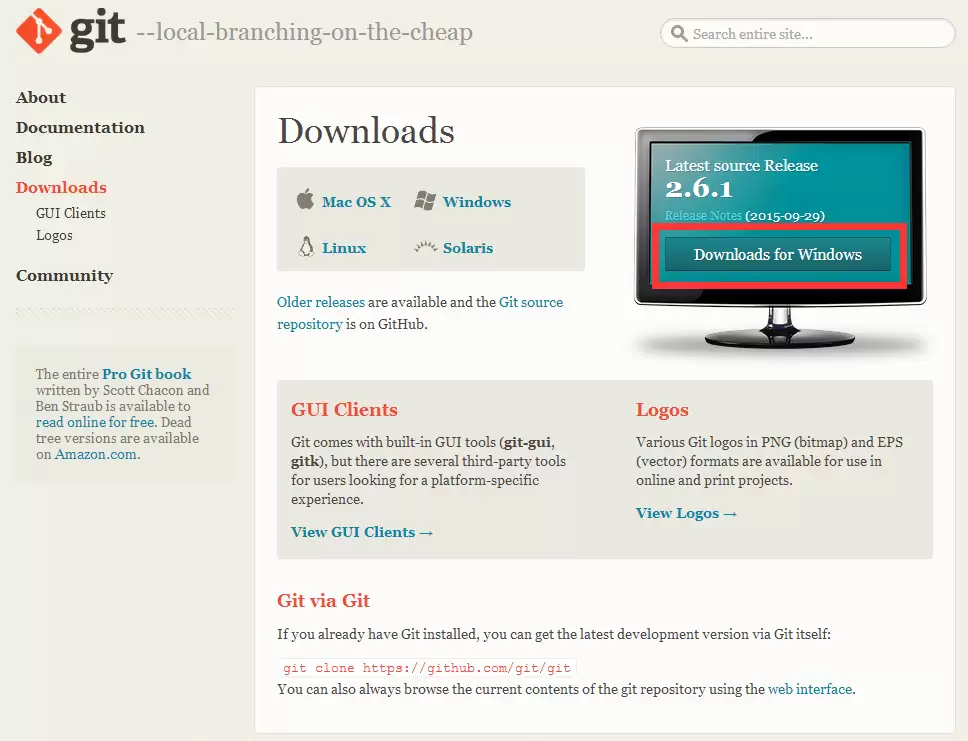 git --local-branching-on-the-cheap
Search entire site...
About
Documentation
Blog
Downloads
GUI Clients
Logos
Community
The entire Pro Git book
written by Scott Chacon and
Ben Straub is available to
read online for free. Dead
tree versions are available
on Amazon.com.
Downloads
Mac OS X
Windows
Linux
Solaris
Older releases are available and the Git source
repository is on GitHub.
Latest source Release
2.6.1
Release Notes (2015-09-29)
Downloads for Windows
GUI Clients
Git comes with built-in GUI tools (git-gui,
gitk), but there are several third-party tools
for users looking for a platform-specific
experience.
View GUI Clients →
Logos
Various Git logos in PNG (bitmap) and EPS
(vector) formats are available for use in
online and print projects.
View Logos →
Git via Git
If you already have Git installed, you can get the latest development version via Git itself:
git clone https://github.com/git/git
You can also always browse the current contents of the git repository using the web interface.